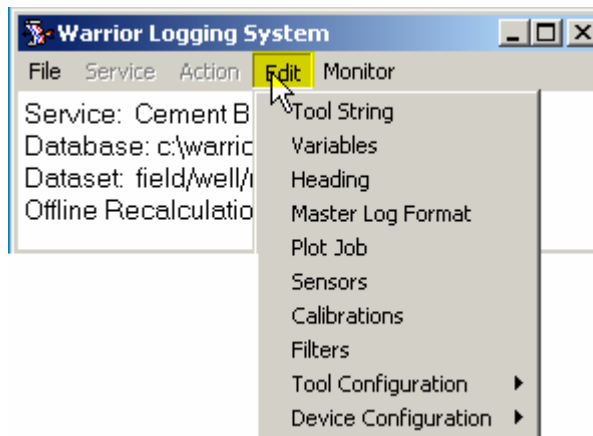 Warrior Logging System
File Service Action Edit Monitor
Service: Cement B
Database: c:\warric
Dataset: field/well/
Offline Recalculatio
Tool String
Variables
Heading
Master Log Format
Plot Job
Sensors
Calibrations
Filters
Tool Configuration
Device Configuration